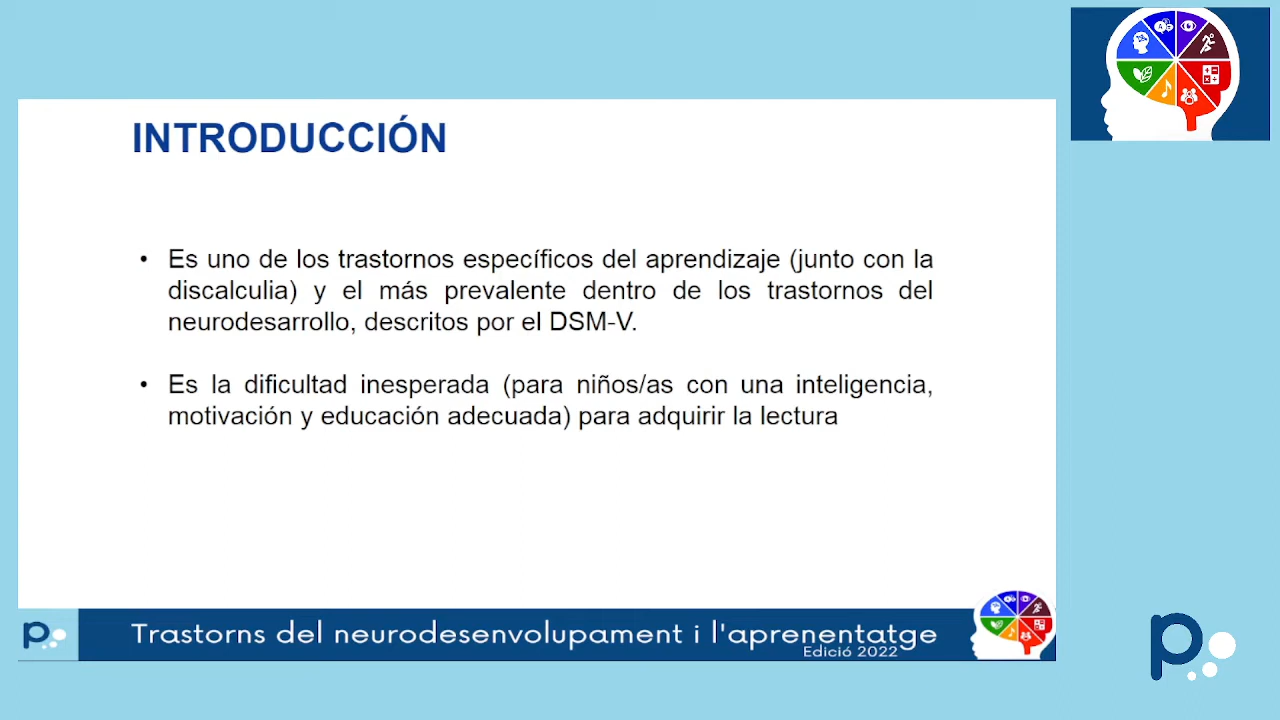 INTRODUCCIÓN
• Es uno de los trastornos específicos del aprendizaje (junto con la
discalculia) y el más prevalente dentro de los trastornos del
neurodesarrollo, descritos por el DSM-V.
• Es la dificultad inesperada (para niños/as con una inteligencia,
motivación y educación adecuada) para adquirir la lectura
p
Trastorns del neurodesenvolupament i l'aprenentatge
Edició 2022
p